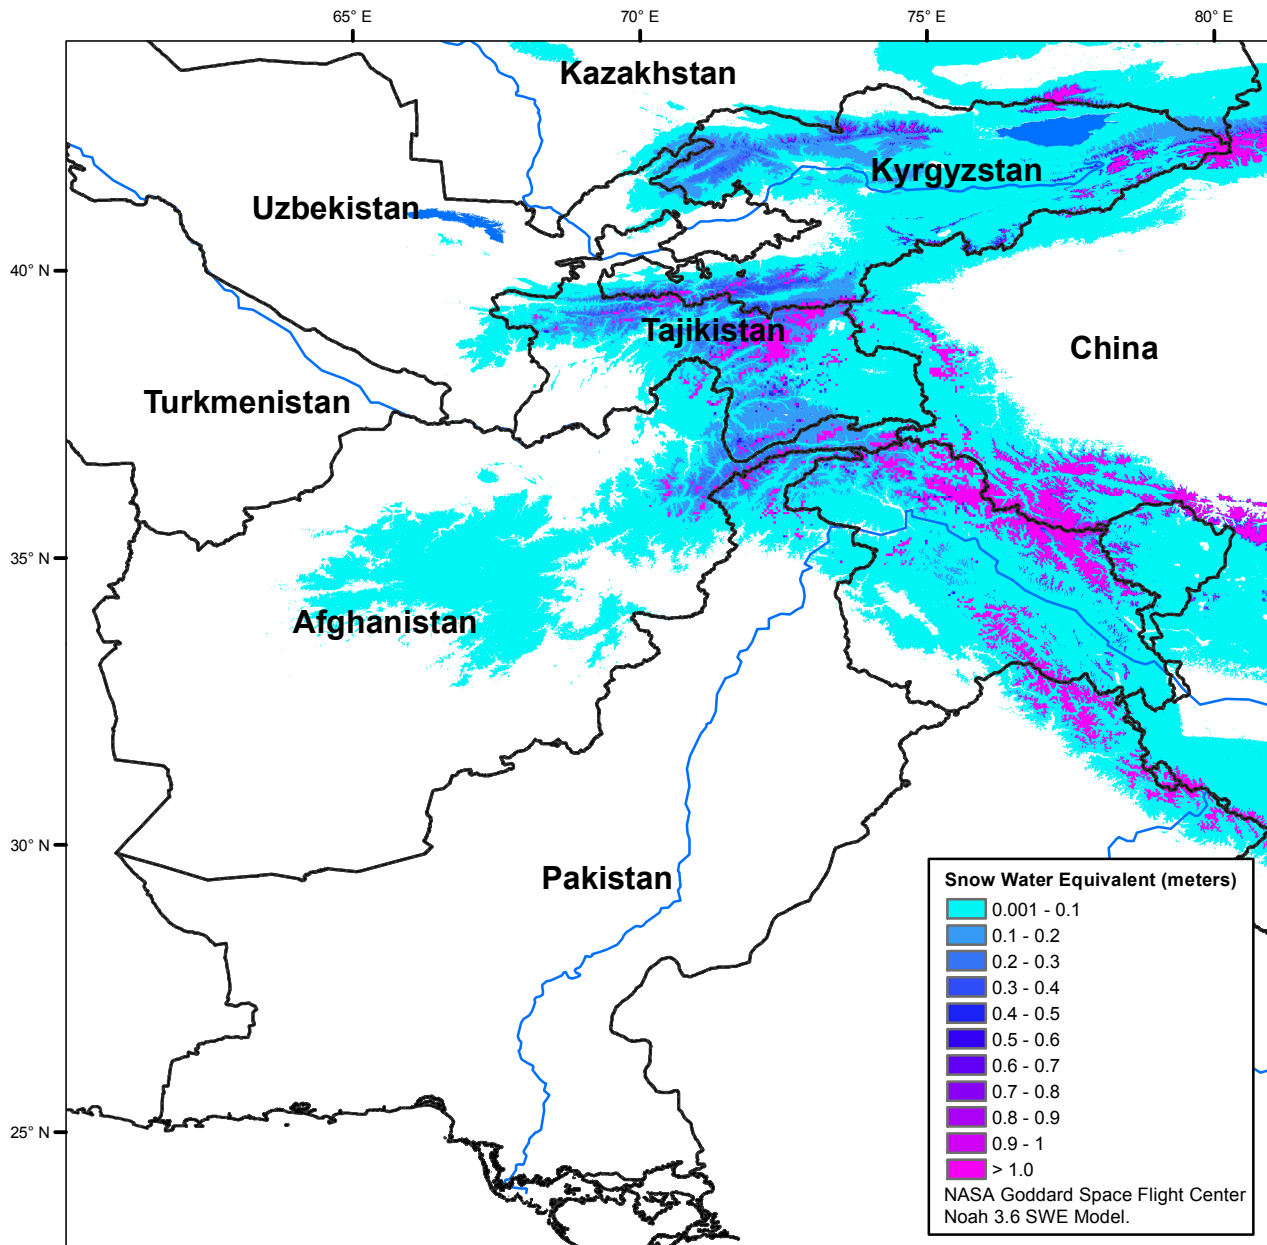 65° E
70° E
75° E
80° E
Kazakhstan
Kyrgyzstan
Uzbekistan
40° N
Tajikistan
China
Turkmenistan
35° N
Afghanistan
30° N
Pakistan
25° N
Snow Water Equivalent (meters)
0.001 - 0.1
0.1 - 0.2
0.2 - 0.3
0.3 - 0.4
0.4 - 0.5
0.5 - 0.6
0.6 - 0.7
0.7 - 0.8
0.8 - 0.9
0.9 - 1
> 1.0
NASA Goddard Space Flight Center
Noah 3.6 SWE Model.